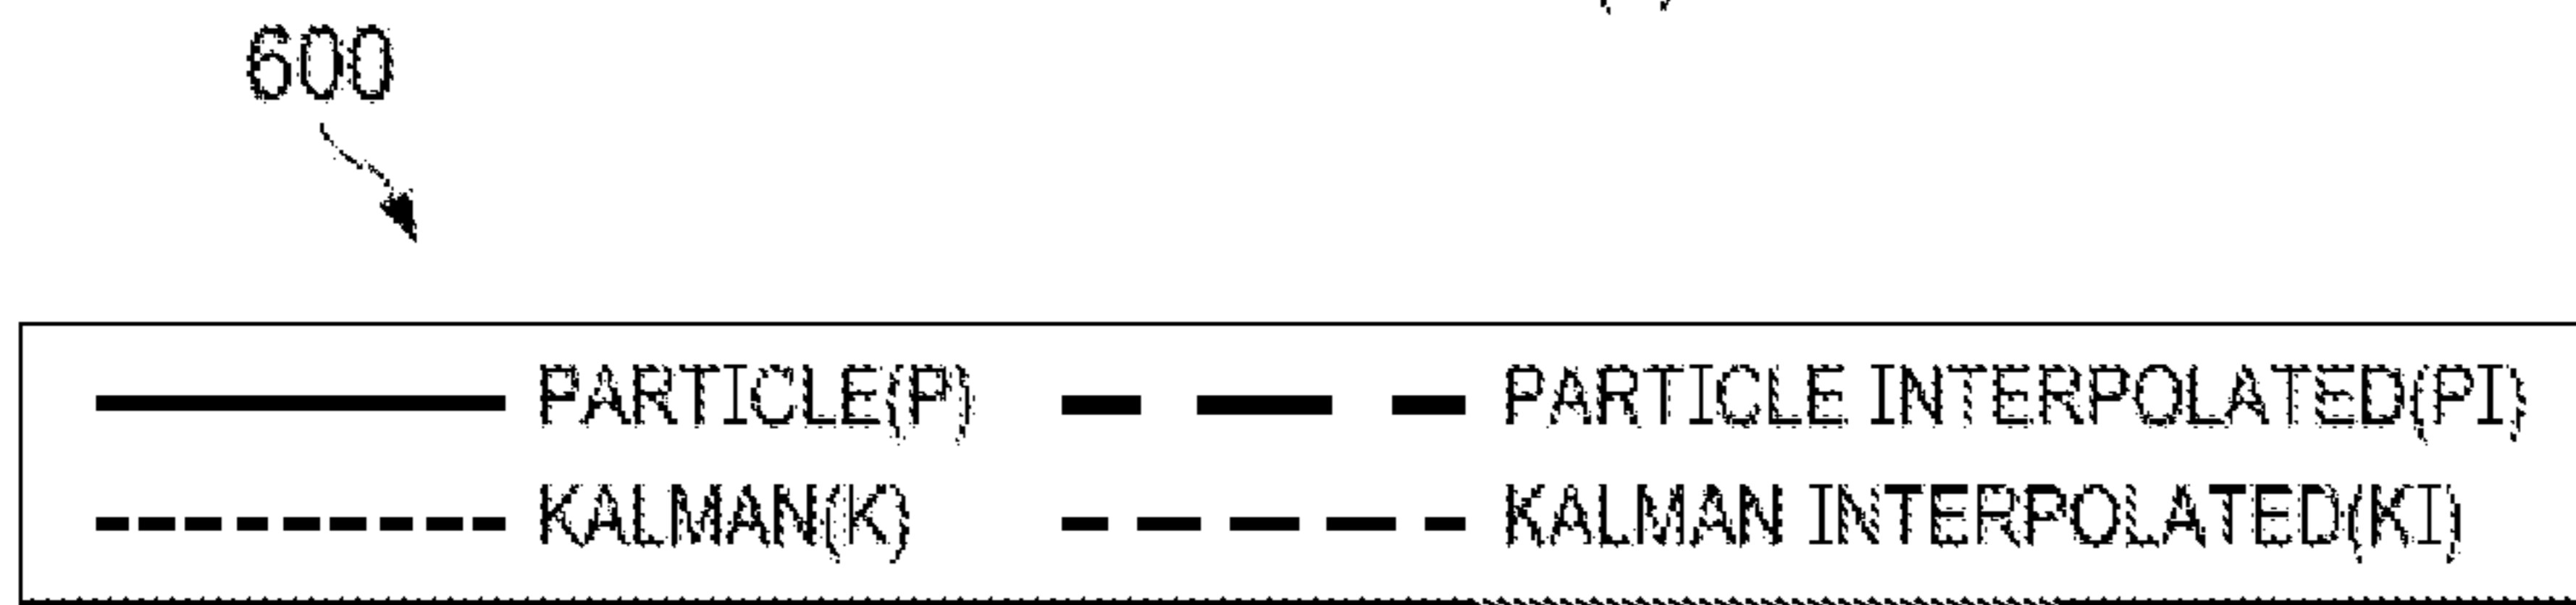 600
PARTICLE(P) PARTICLE INTERPOLATED(PI)
KALMAN(K) KALMAN INTERPOLATED(KI)